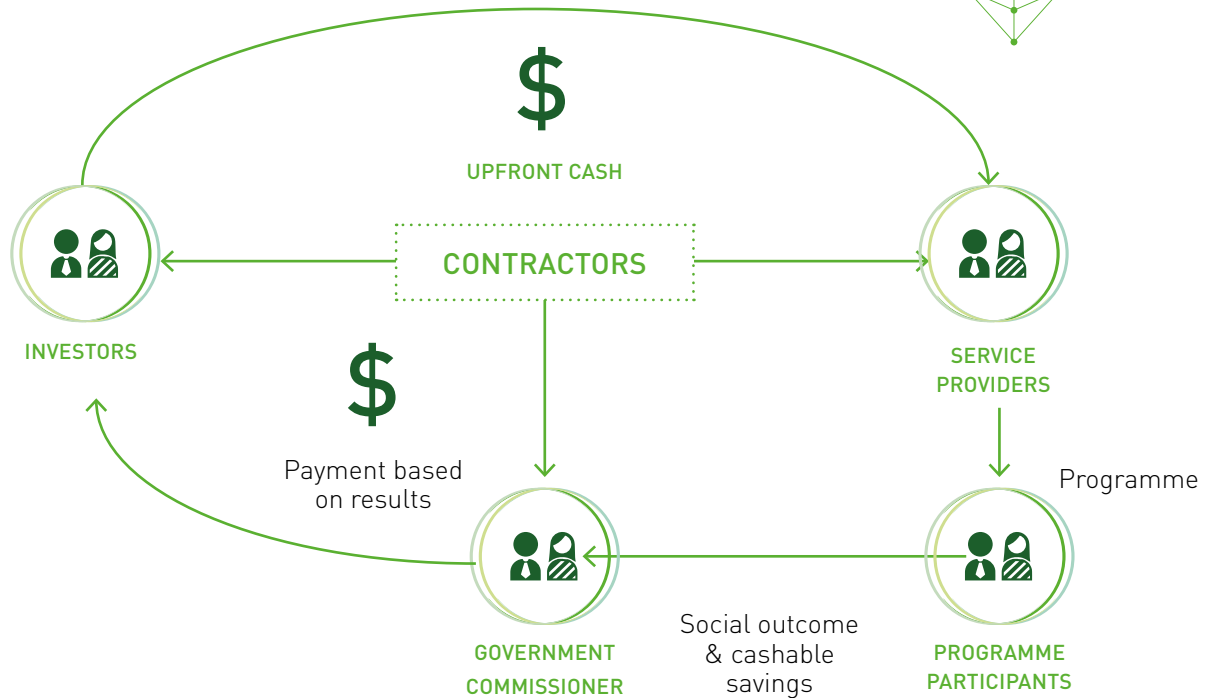 $
UPFRONT CASH
CONTRACTORS
INVESTORS
SERVICE
PROVIDERS
$
Payment based
on results
Programme
Social outcome
& cashable
savings
GOVERNMENT
COMMISSIONER
PROGRAMME
PARTICIPANTS